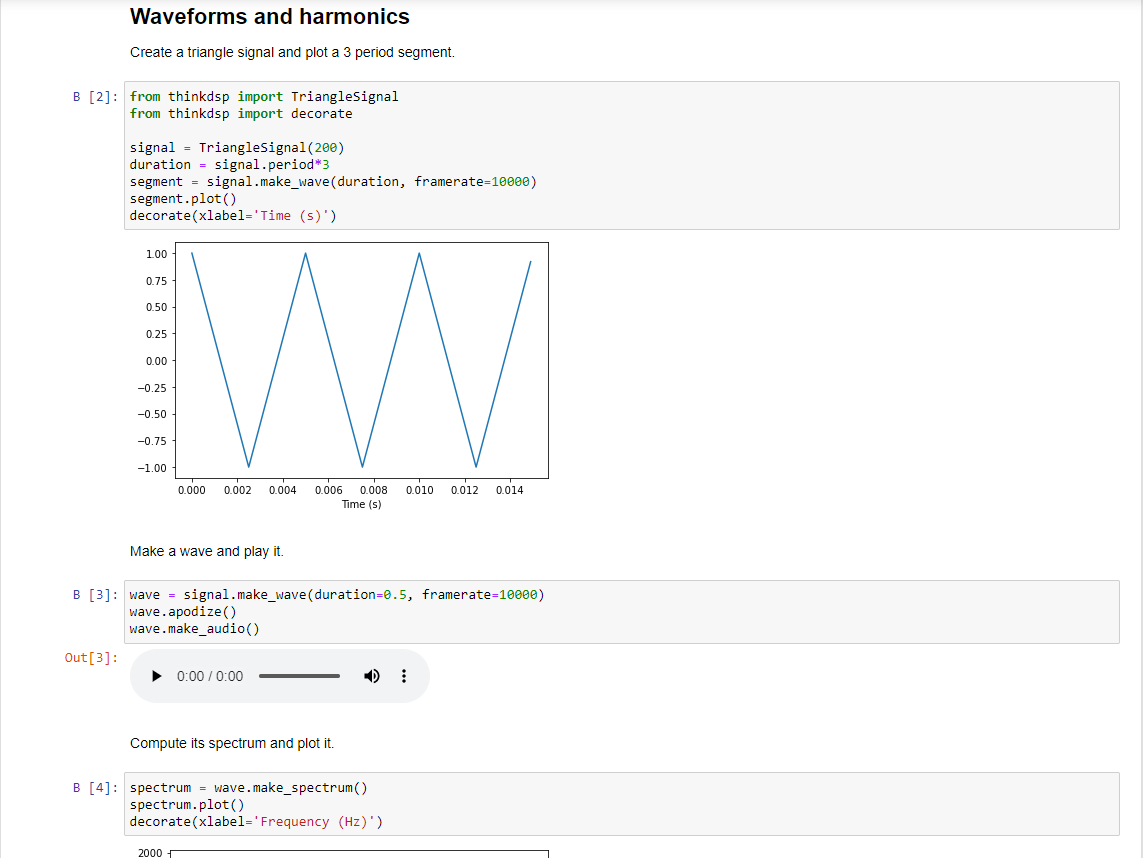 Waveforms and harmonics
Create a triangle signal and plot a 3 period segment.
В [2]:
from thinkdsp import TriangleSignal
from thinkdsp import decorate
signal = TriangleSignal(200)
duration = signal.period*3
segment = signal.make_wave(duration, framerate=10000)
segment.plot()
decorate(xlabel='Time (s)')
1.00
0.75
0.50
0.25
0.00
−0.25
−0.50
−0.75
−1.00
0.000 0.002 0.004 0.006 0.008 0.010 0.012 0.014
Time (s)
Make a wave and play it.
В [3]:
wave = signal.make_wave(duration=0.5, framerate=10000)
wave.apodize()
wave.make_audio()
Out[3]:
0:00 / 0:00
Compute its spectrum and plot it.
В [4]:
spectrum = wave.make_spectrum()
spectrum.plot()
decorate(xlabel='Frequency (Hz)')
2000